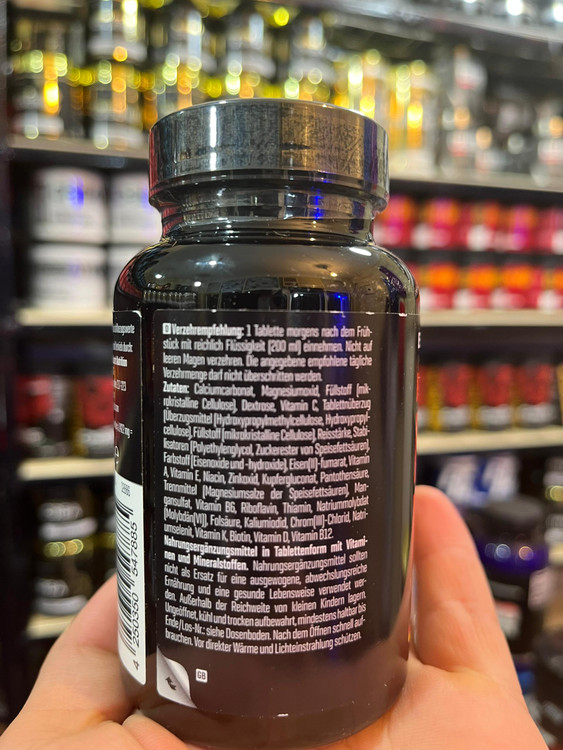 D Verzehrempfehlung: 1 Tablette morgens nach dem Früh-
stück mit reichlich Flüssigkeit (200 ml) einnehmen. Nicht auf
leeren Magen verzehren. Die angegebene empfohlene tägliche
Verzehrmenge darf nicht überschritten werden.
Zutaten: Calciumcarbonat, Magnesiumoxid, Füllstoff (mik-
rokristalline Cellulose), Dextrose, Vitamin C, Tablettenüberzug
(Überzugsmittel (Hydroxypropylmethylcellulose, Hydroxypropyl-
cellulose), Füllstoff (mikrokristalline Cellulose), Reisstärke, Stabi-
lisatoren (Polyethylenglycol, Zuckerester von Speisefettsäuren),
Farbstoff (Eisenoxide und -hydroxide), Eisen(II)-fumarat, Vitamin
A, Vitamin E, Niacin, Zinkoxid, Kupfergluconat, Pantothensäure,
Trennmittel (Magnesiumsalze der Speisefettsäuren), Man-
gansulfat, Vitamin B6, Riboflavin, Thiamin, Natriummolybdat
(Molybdän(VI)), Folsäure, Kaliumiodid, Chrom(III)-Chlorid, Natri-
umselenit, Vitamin K, Biotin, Vitamin D, Vitamin B12.
Nahrungsergänzungsmittel in Tablettenform mit Vitami-
nen und Mineralstoffen. Nahrungsergänzungsmittel sollten
nicht als Ersatz für eine ausgewogene, abwechslungsreiche
Ernährung und eine gesunde Lebensweise verwendet wer-
den. Außerhalb der Reichweite von kleinen Kindern lagern.
Ungeöffnet, kühl und trocken aufbewahrt, mindestens haltbar bis
Ende/Los-Nr.: siehe Dosenboden. Nach dem Öffnen schnell auf-
brauchen. Vor direkter Wärme und Lichteinstrahlung schützen.
GB
4 250350 547885